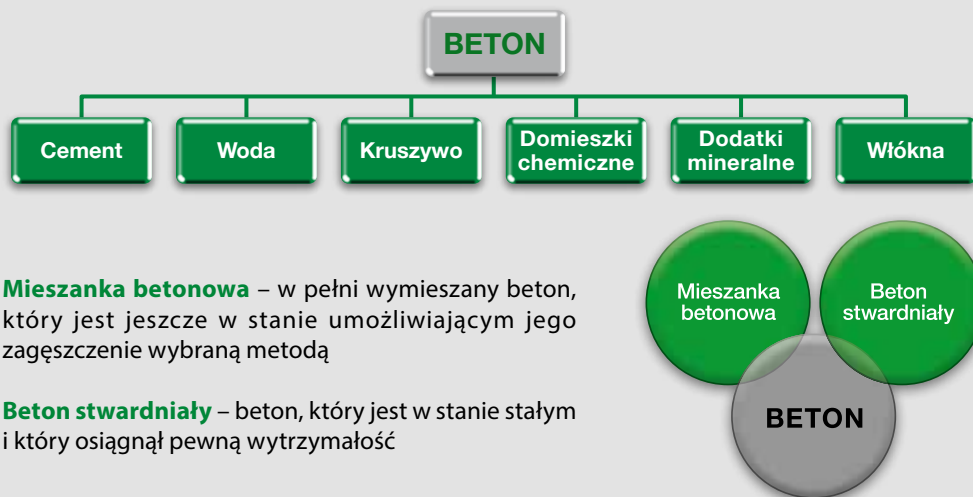 BETON
Cement
Woda
Kruszywo
Domieszki
chemiczne
Dodatki
mineralne
Włókna
Mieszanka betonowa – w pełni wymieszany beton,
który jest jeszcze w stanie umożliwiającym jego
zagęszczenie wybraną metodą
Beton stwardniały – beton, który jest w stanie stałym
i który osiągnął pewną wytrzymałość
Mieszanka
betonowa
Beton
stwardniały
BETON